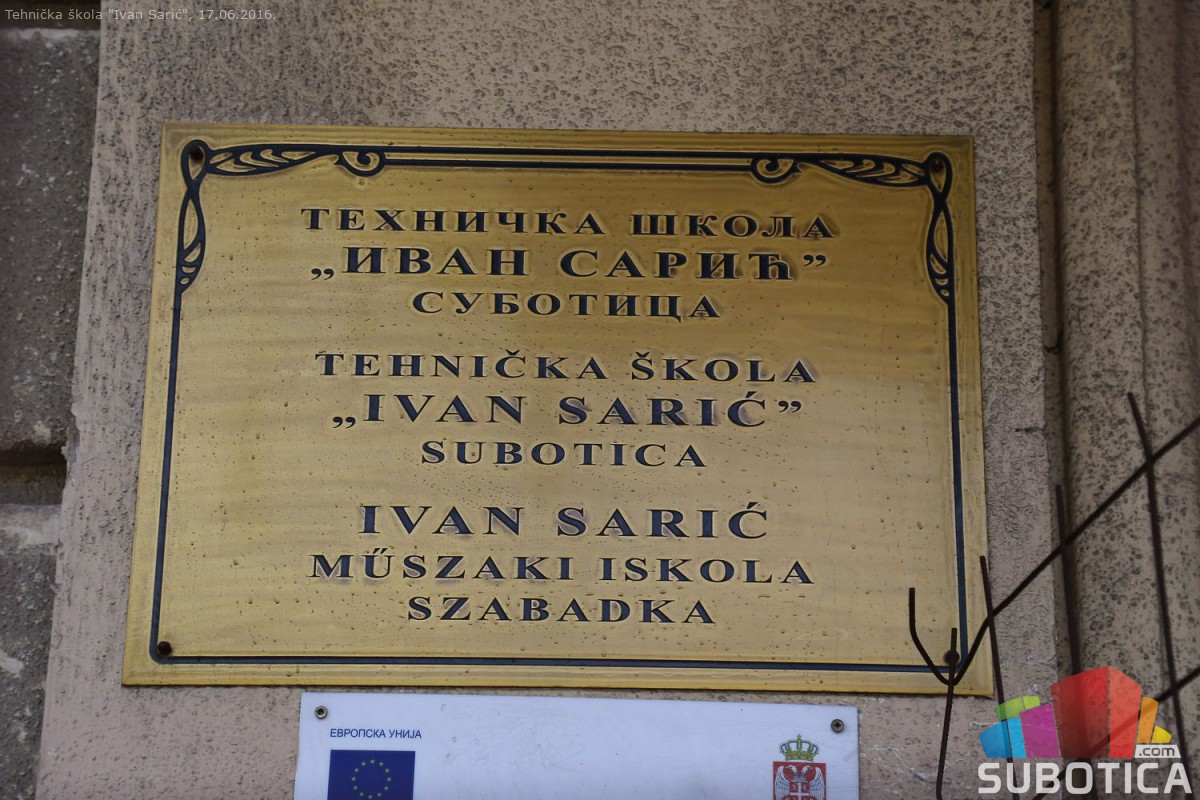 Tehnička škola "Ivan Sarić", 17.06.2016.
ТЕХНИЧКА ШКОЛА
„ИВАН САРИЋ”
СУБОТИЦА
TEHNIČKA ŠKOLA
„IVAN SARIĆ”
SUBOTICA
IVAN SARIĆ
MŰSZAKI ISKOLA
SZABADKA
ЕВРОПСКА УНИЈА
.com
SUBOTICA